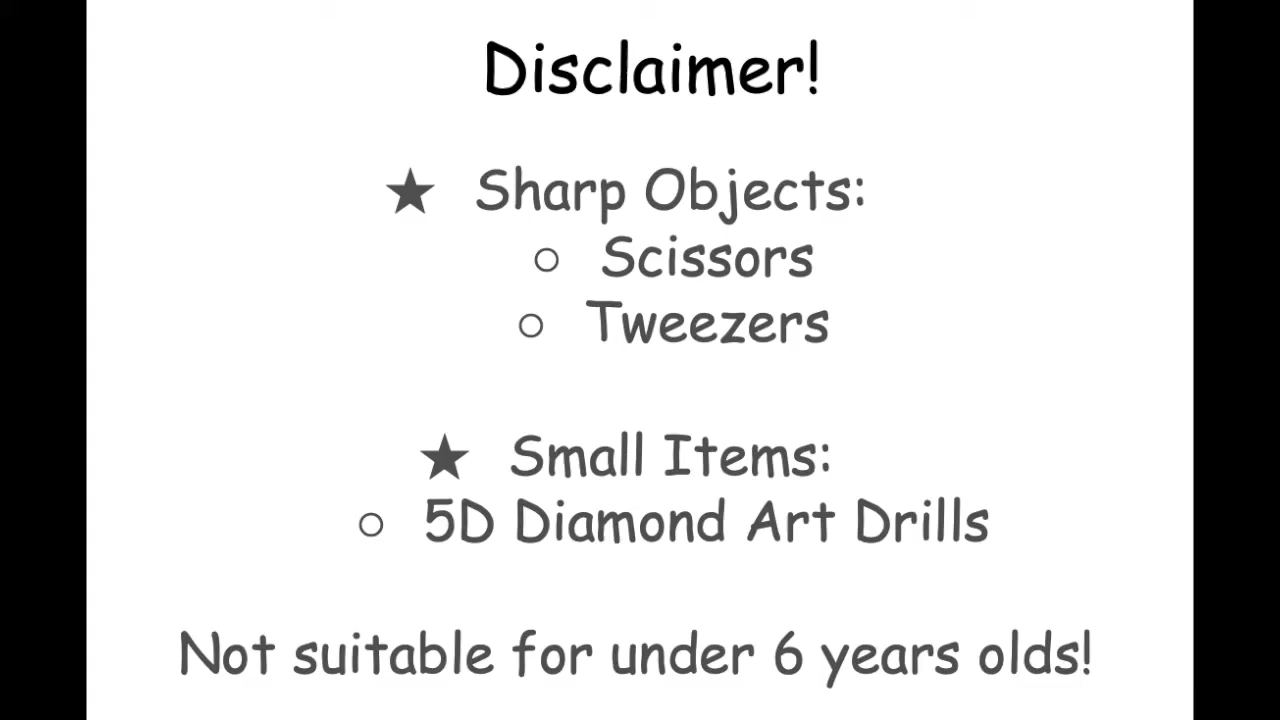 Disclaimer!
★ Sharp Objects:
○ Scissors
○ Tweezers
★ Small Items:
○ 5D Diamond Art Drills
Not suitable for under 6 years olds!